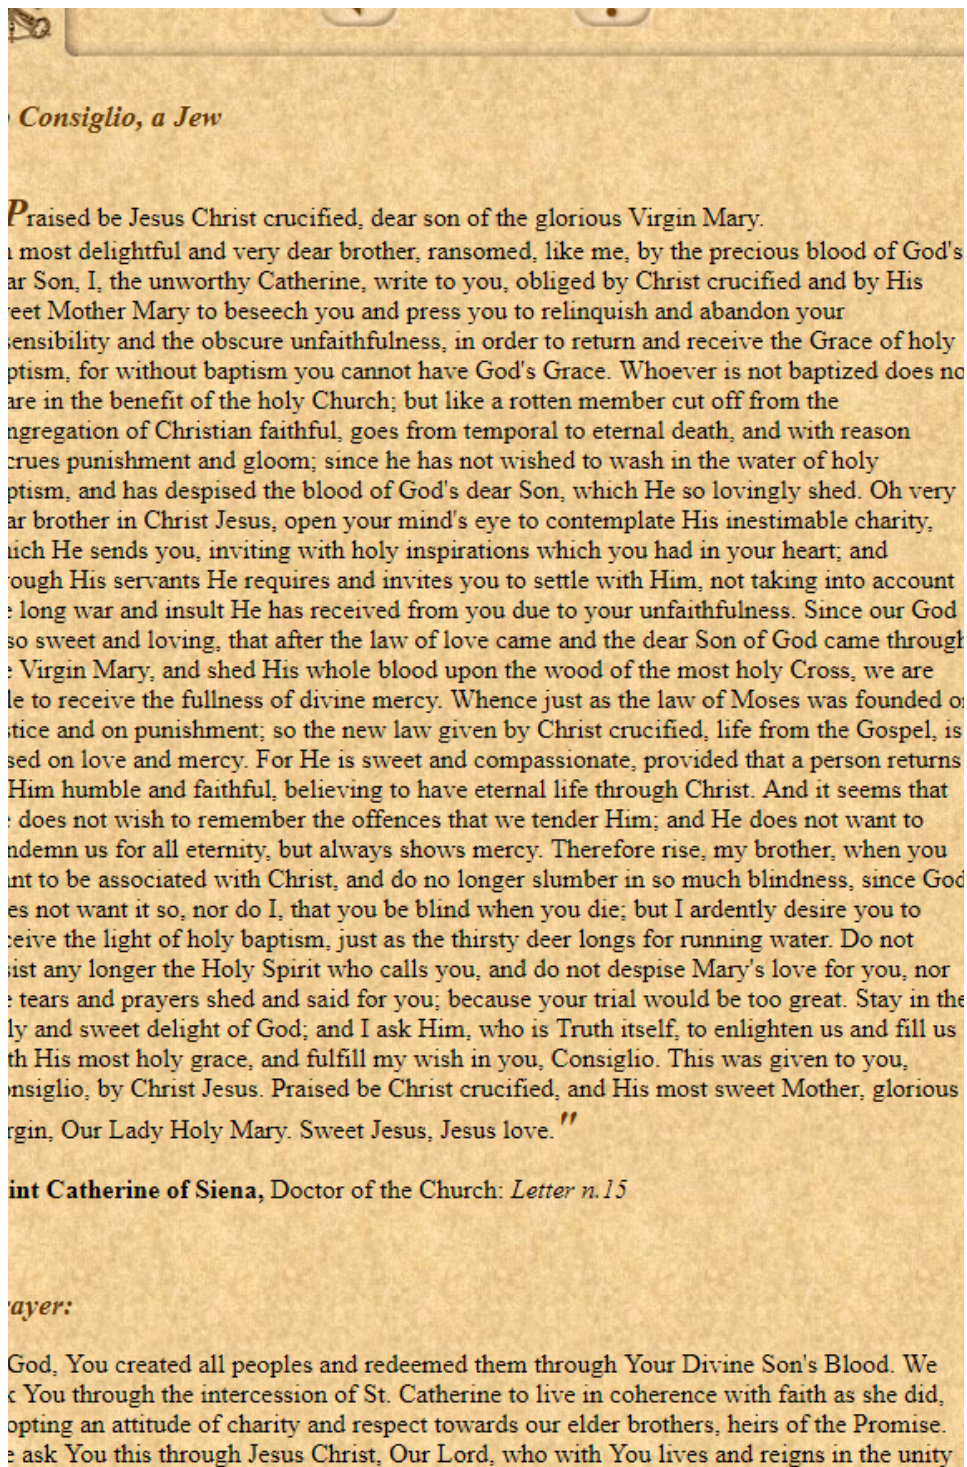 Consiglio, a Jew
Praised be Jesus Christ crucified, dear son of the glorious Virgin Mary.
most delightful and very dear brother, ransomed, like me, by the precious blood of God's
ar Son, I, the unworthy Catherine, write to you, obliged by Christ crucified and by His
reet Mother Mary to beseech you and press you to relinquish and abandon your
sensibility and the obscure unfaithfulness, in order to return and receive the Grace of holy
ptism, for without baptism you cannot have God's Grace. Whoever is not baptized does no
are in the benefit of the holy Church; but like a rotten member cut off from the
ngregation of Christian faithful, goes from temporal to eternal death, and with reason
crues punishment and gloom; since he has not wished to wash in the water of holy
ptism, and has despised the blood of God's dear Son, which He so lovingly shed. Oh very
ar brother in Christ Jesus, open your mind's eye to contemplate His inestimable charity,
hich He sends you, inviting with holy inspirations which you had in your heart; and
rough His servants He requires and invites you to settle with Him, not taking into account
e long war and insult He has received from you due to your unfaithfulness. Since our God
so sweet and loving, that after the law of love came and the dear Son of God came through
e Virgin Mary, and shed His whole blood upon the wood of the most holy Cross, we are
le to receive the fullness of divine mercy. Whence just as the law of Moses was founded on
stice and on punishment; so the new law given by Christ crucified, life from the Gospel, is
sed on love and mercy. For He is sweet and compassionate, provided that a person returns
Him humble and faithful, believing to have eternal life through Christ. And it seems that
e does not wish to remember the offences that we tender Him; and He does not want to
ndemn us for all eternity, but always shows mercy. Therefore rise, my brother, when you
ant to be associated with Christ, and do no longer slumber in so much blindness, since God
es not want it so, nor do I, that you be blind when you die; but I ardently desire you to
ceive the light of holy baptism, just as the thirsty deer longs for running water. Do not
sist any longer the Holy Spirit who calls you, and do not despise Mary's love for you, nor
e tears and prayers shed and said for you; because your trial would be too great. Stay in the
ly and sweet delight of God; and I ask Him, who is Truth itself, to enlighten us and fill us
th His most holy grace, and fulfill my wish in you, Consiglio. This was given to you,
onsiglio, by Christ Jesus. Praised be Christ crucified, and His most sweet Mother, glorious
rgin, Our Lady Holy Mary. Sweet Jesus, Jesus love."
int Catherine of Siena, Doctor of the Church: Letter n.15
rayer:
God, You created all peoples and redeemed them through Your Divine Son's Blood. We
k You through the intercession of St. Catherine to live in coherence with faith as she did,
opting an attitude of charity and respect towards our elder brothers, heirs of the Promise.
e ask You this through Jesus Christ, Our Lord, who with You lives and reigns in the unity